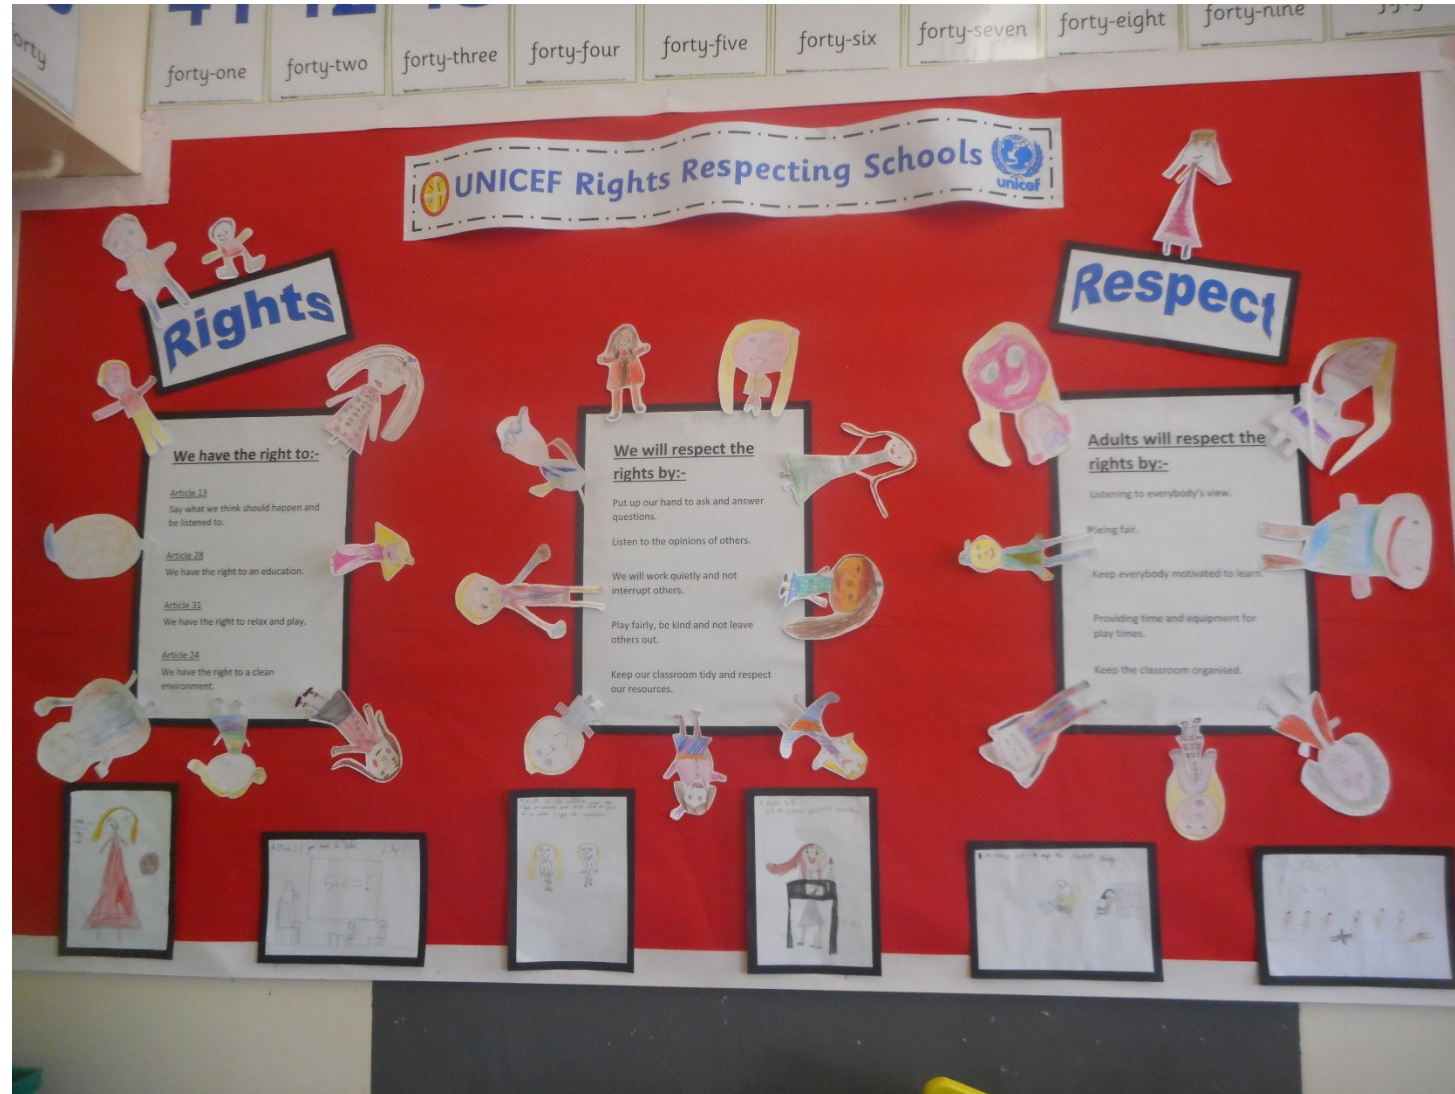 forty
forty-one
forty-two
forty-three
forty-four
forty-five
forty-six
forty-seven
forty-eight
forty-nine
UNICEF Rights Respecting Schools
unicef
Rights
Respect
We have the right to:-
Article 13
Say what we think should happen and
be listened to.
Article 28
We have the right to an education.
Article 31
We have the right to relax and play.
Article 24
We have the right to a clean
environment.
We will respect the
rights by:-
Put up our hand to ask and answer
questions.
Listen to the opinions of others.
We will work quietly and not
interrupt others.
Play fairly, be kind and not leave
others out.
Keep our classroom tidy and respect
our resources.
Adults will respect the
rights by:-
Listening to everybody's view.
Being fair.
Keep everybody motivated to learn.
Providing time and equipment for
play times.
Keep the classroom organised.
5+6=?